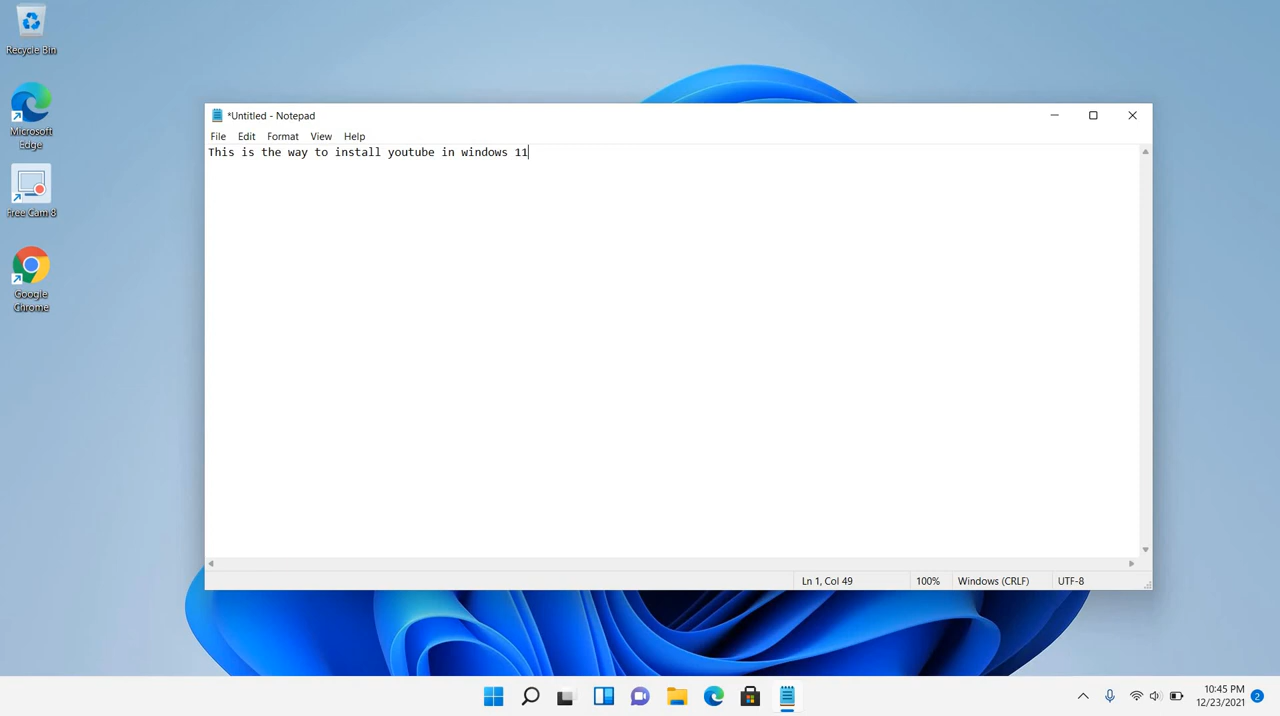 Recycle Bin
Microsoft
Edge
Free Cam 8
Google
Chrome
*Untitled - Notepad
File Edit Format View Help
This is the way to install youtube in windows 11
Ln 1, Col 49 100% Windows (CRLF) UTF-8
10:45 PM
12/23/2021
2